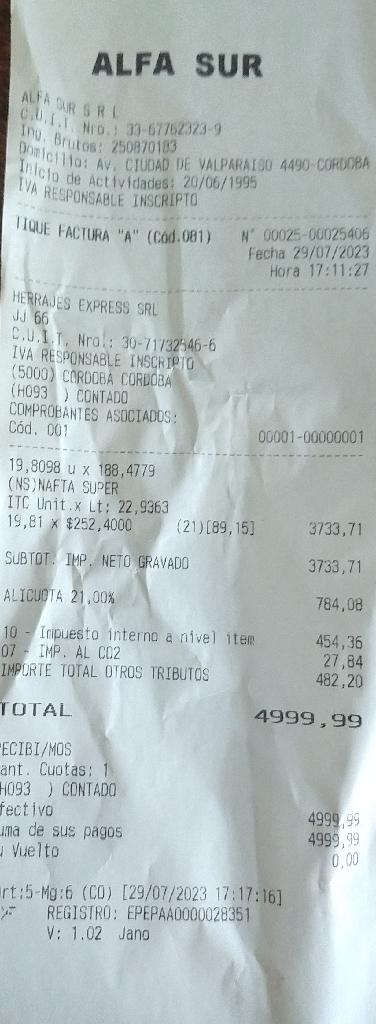 ALFA SUR
ALFA SUR S R L
C.U.I.T. Nro.: 33-67762323-9
Ing. Brutos: 250870183
Domicilio: Av. CIUDAD DE VALPARAISO 4490-CORDOBA
Inicio de Actividades: 20/06/1995
IVA RESPONSABLE INSCRIPTO
TIQUE FACTURA "A" (Cód.081) N° 00025-00025406
Fecha 29/07/2023
Hora 17:11:27
HERRAJES EXPRESS SRL
JJ 66
C.U.I.T. Nro.: 30-71732546-6
IVA RESPONSABLE INSCRIPTO
(5000) CORDOBA CORDOBA
(H093 ) CONTADO
COMPROBANTES ASOCIADOS:
Cód. 001 00001-00000001
19,8098 u x 188,4779
(NS)NAFTA SUPER
ITC Unit.x Lt: 22,9363
19,81 x $252,4000 (21)[89,15] 3733,71
SUBTOT. IMP. NETO GRAVADO 3733,71
ALICUOTA 21,00% 784,08
10 - Impuesto interno a nivel item 454,36
07 - IMP. AL CO2 27,84
IMPORTE TOTAL OTROS TRIBUTOS 482,20
TOTAL 4999,99
ECIBI/MOS
ant. Cuotas: 1
H093 ) CONTADO
fectivo 4999,99
uma de sus pagos 4999,99
u Vuelto 0,00
rt:5-Mg:6 (CO) [29/07/2023 17:17:16]
REGISTRO: EPEPAA0000028351
V: 1.02 Jano